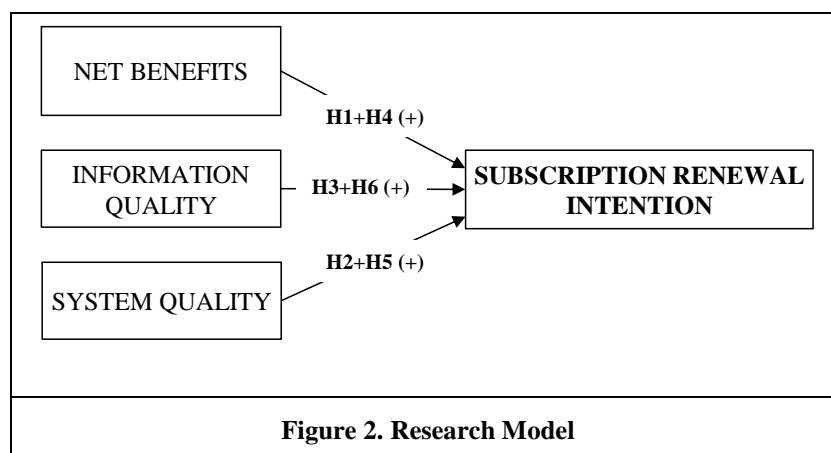 NET BENEFITS
H1+H4 (+)
INFORMATION
QUALITY
H3+H6 (+)
SUBSCRIPTION RENEWAL
INTENTION
H2+H5 (+)
SYSTEM QUALITY
Figure 2. Research Model